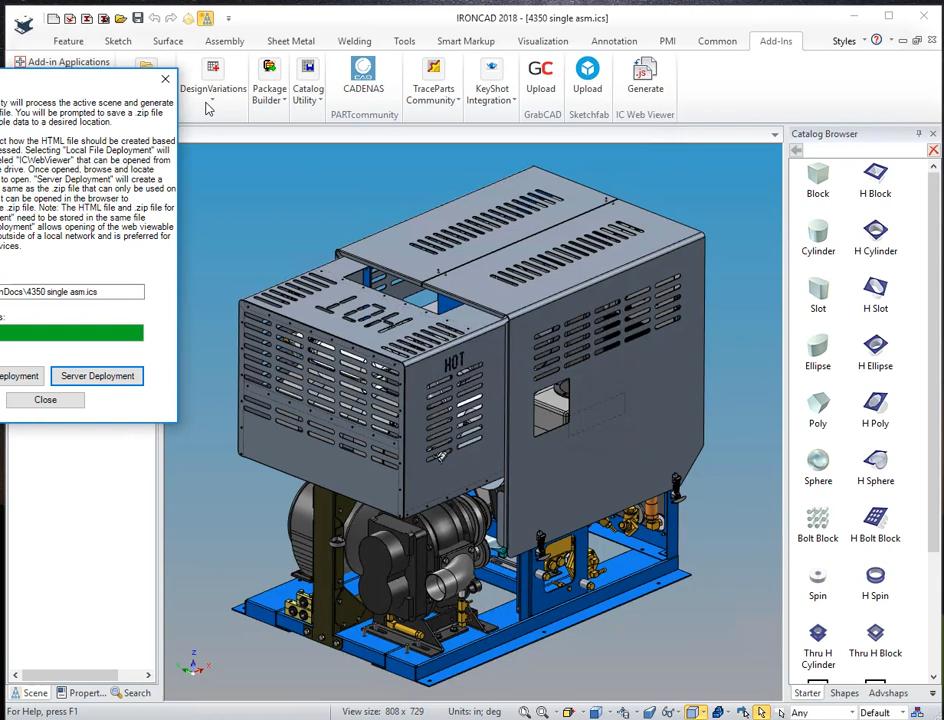 IRONCAD 2018 - [4350 single asm.ics]
Feature Sketch Surface Assembly Sheet Metal Welding Tools Smart Markup Visualization Annotation PMI Common Add-Ins Styles
Add-in Applications
DesignVariations
Package Builder
Catalog Utility
CADENAS
TraceParts Community
KeyShot Integration
Upload
Upload
Generate
PARTcommunity
GrabCAD
Sketchfab
IC Web Viewer
ty will process the active scene and generate
file. You will be prompted to save a .zip file
ble data to a desired location.
ct how the HTML file should be created based
essed. Selecting "Local File Deployment" will
eled "ICWebViewer" that can be opened from
e drive. Once opened, browse and locate
to open. "Server Deployment" will create a
same as the .zip file that can only be used on
t can be opened in the browser to
e .zip file. Note: The HTML file and .zip file for
ent" need to be stored in the same file
ployment" allows opening of the web viewable
outside of a local network and is preferred for
vices.
nDocs\4350 single asm.ics
s:
eployment Server Deployment
Close
HOT
HOT
Catalog Browser
Block H Block
Cylinder H Cylinder
Slot H Slot
Ellipse H Ellipse
Poly H Poly
Sphere H Sphere
Bolt Block H Bolt Block
Spin H Spin
Thru H Cylinder
Thru H Block
Starter Shapes Advshaps
Z
X
Scene Propert... Search
For Help, press F1 View size: 808 x 729 Units: in; deg Any Default